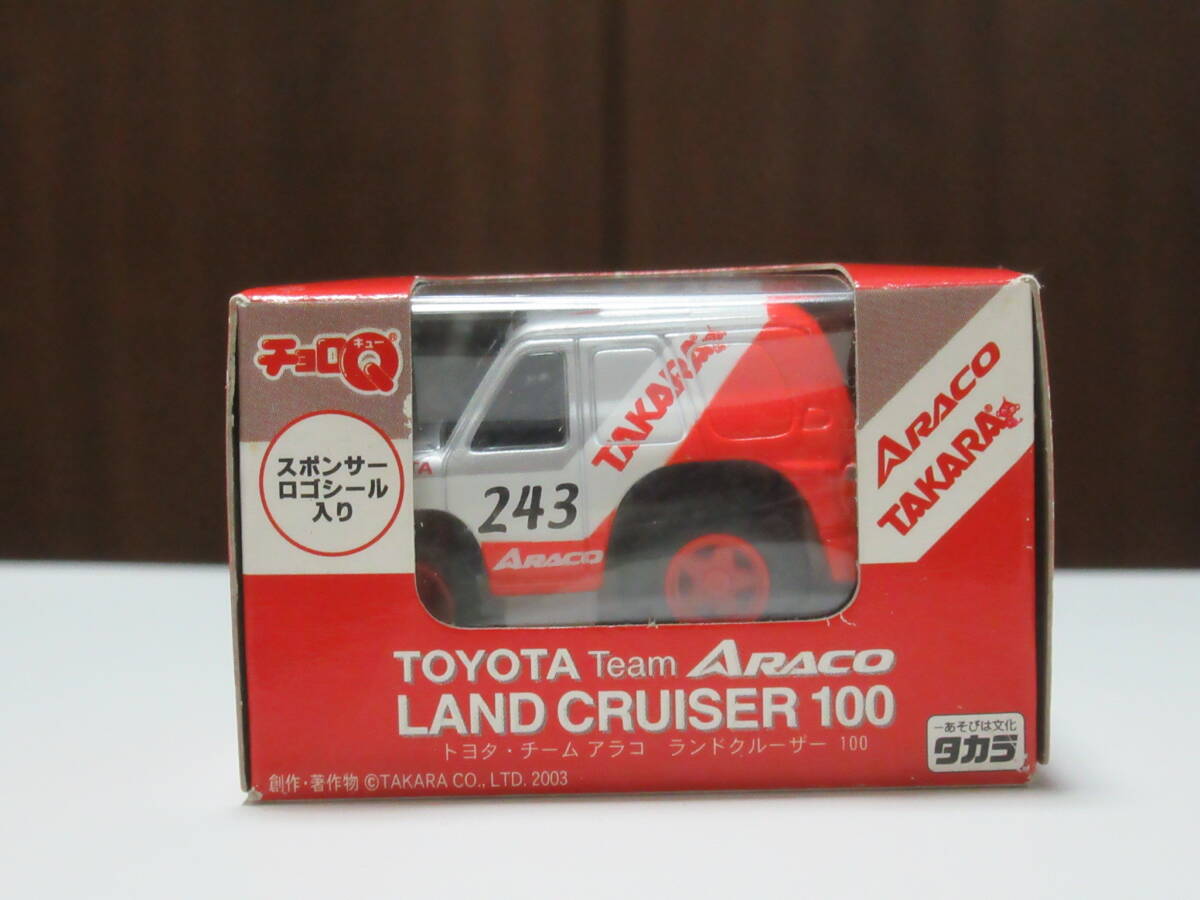 チョロQ®
キュー
スポンサー
ロゴシール
入り
TAKARA
TA
243
ARACO
ARACO
TAKARA®
TOYOTA Team ARACO
LAND CRUISER 100
トヨタ・チーム アラコ ランドクルーザー 100
創作・著作物 ©TAKARA CO., LTD. 2003
―あそびは文化
タカラ